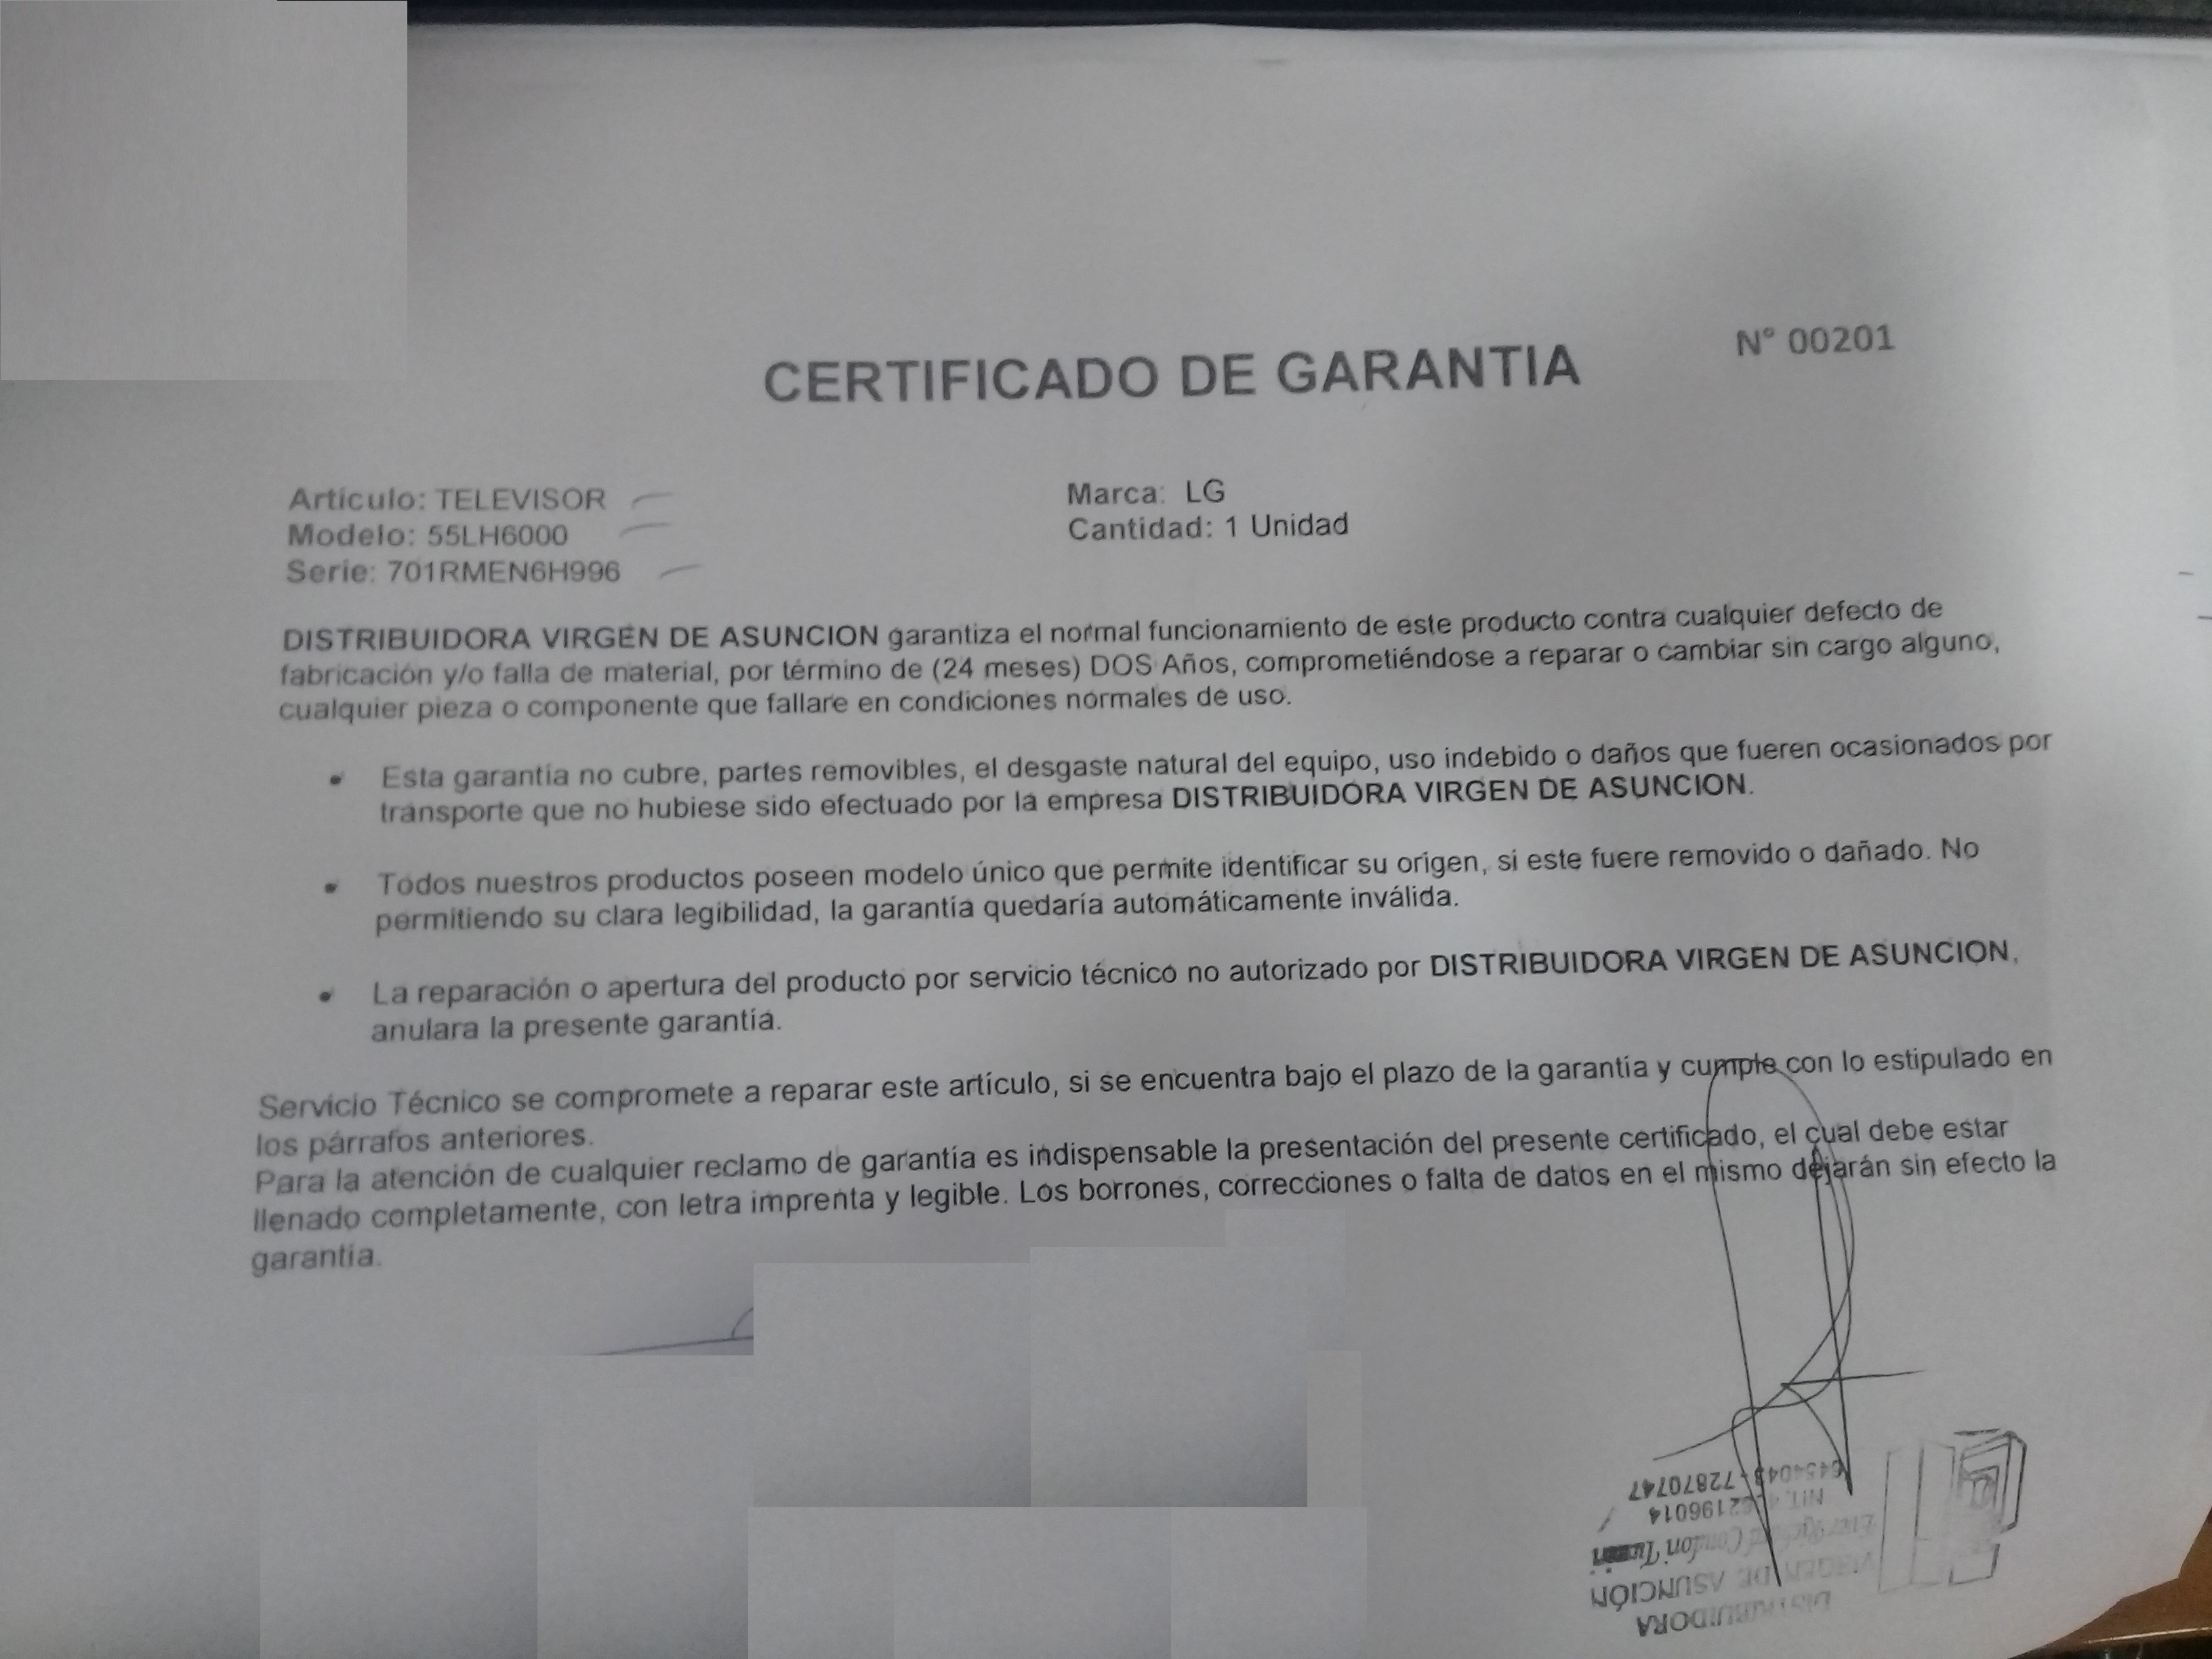 CERTIFICADO DE GARANTIA
N° 00201
Artículo: TELEVISOR
Marca: LG
Modelo: 55LH6000
Cantidad: 1 Unidad
Serie: 701RMEN6H996
DISTRIBUIDORA VIRGEN DE ASUNCION garantiza el normal funcionamiento de este producto contra cualquier defecto de
fabricación y/o falla de material, por término de (24 meses) DOS Años, comprometiéndose a reparar o cambiar sin cargo alguno,
cualquier pieza o componente que fallare en condiciones normales de uso.
• Esta garantía no cubre, partes removibles, el desgaste natural del equipo, uso indebido o daños que fueren ocasionados por
transporte que no hubiese sido efectuado por la empresa DISTRIBUIDORA VIRGEN DE ASUNCION.
• Todos nuestros productos poseen modelo único que permite identificar su origen, si este fuere removido o dañado. No
permitiendo su clara legibilidad, la garantía quedaría automáticamente inválida.
• La reparación o apertura del producto por servicio técnico no autorizado por DISTRIBUIDORA VIRGEN DE ASUNCION,
anulara la presente garantía.
Servicio Técnico se compromete a reparar este artículo, si se encuentra bajo el plazo de la garantía y cumple con lo estipulado en
los párrafos anteriores.
Para la atención de cualquier reclamo de garantía es indispensable la presentación del presente certificado, el cual debe estar
llenado completamente, con letra imprenta y legible. Los borrones, correcciones o falta de datos en el mismo dejarán sin efecto la
garantía.
DISTRIBUIDORA
VIRGEN DE ASUNCIÓN
Ever Richard Condori
NIT.
72870747